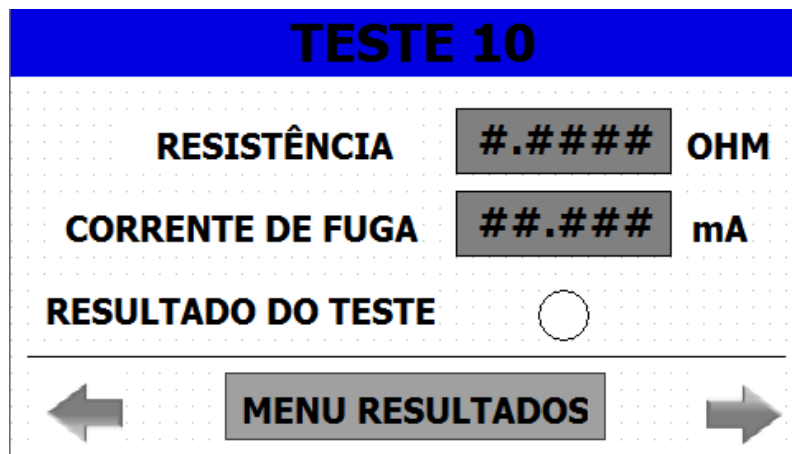 TESTE 10
RESISTÊNCIA #.#### OHM
CORRENTE DE FUGA ##.### mA
RESULTADO DO TESTE
MENU RESULTADOS